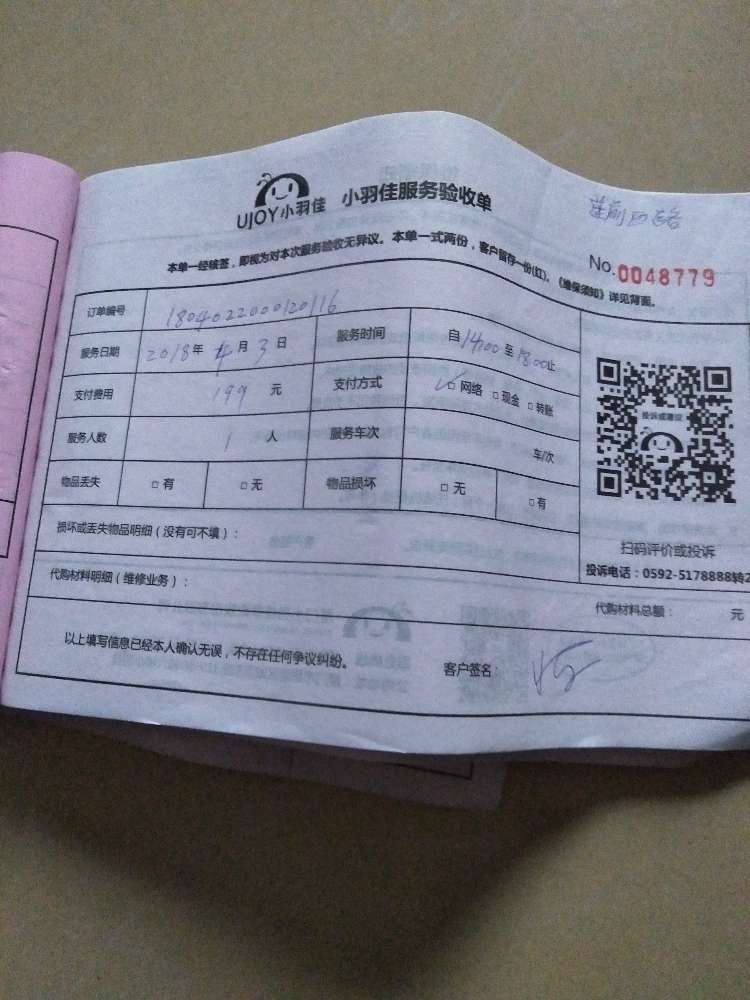 UJOY小羽佳 小羽佳服务验收单
莲前西路
本单一经核签，即视为对本次服务验收无异议。本单一式两份，客户留存一份(红)。《维保须知》详见背面。
No.0048779
订单编号 180402200012016
服务日期 2018年 4月 3日 服务时间 自14:00至18:00止
支付费用 199 元 支付方式 ☑网络 □现金 □转账
服务人数 1 人 服务车次 车/次
物品丢失 □有 □无 物品损坏 □无 □有
投诉或建议
扫码评价或投诉
投诉电话：0592-5178888转2
损坏或丢失物品明细（没有可不填）：
代购材料明细（维修业务）： 代购材料总额： 元
以上填写信息已经本人确认无误，不存在任何争议纠纷。 客户签名：